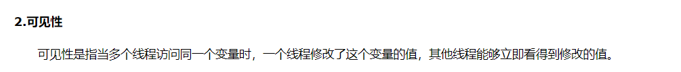 2.可见性
可见性是指当多个线程访问同一个变量时，一个线程修改了这个变量的值，其他线程能够立即看得到修改的值。